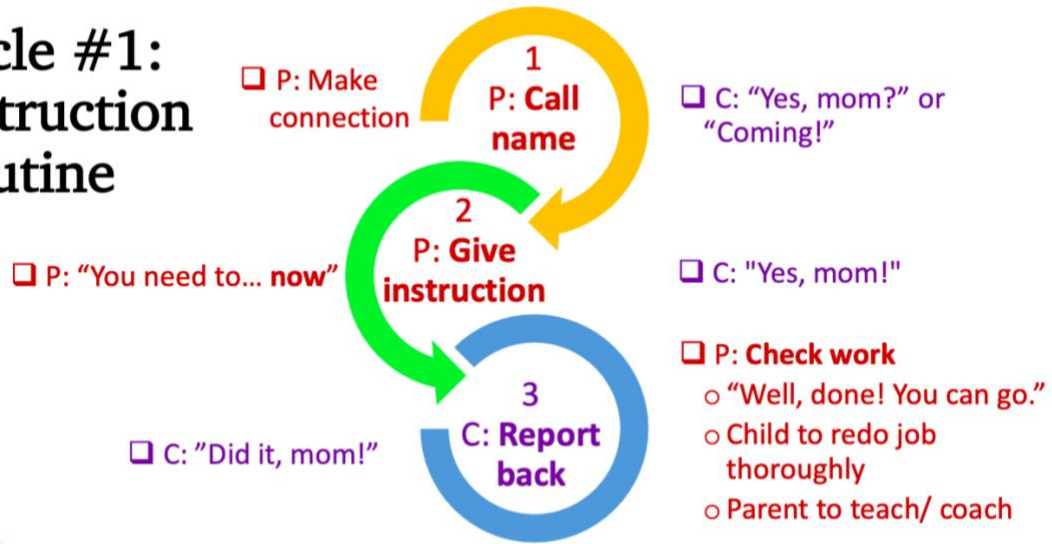 cle #1:
truction
utine
❑ P: Make
connection
1
P: Call
name
❑ C: “Yes, mom?” or
“Coming!”
❑ P: “You need to... now”
2
P: Give
instruction
❑ C: "Yes, mom!"
❑ C: ”Did it, mom!”
3
C: Report
back
❑ P: Check work
o “Well, done! You can go.”
o Child to redo job
thoroughly
o Parent to teach/ coach